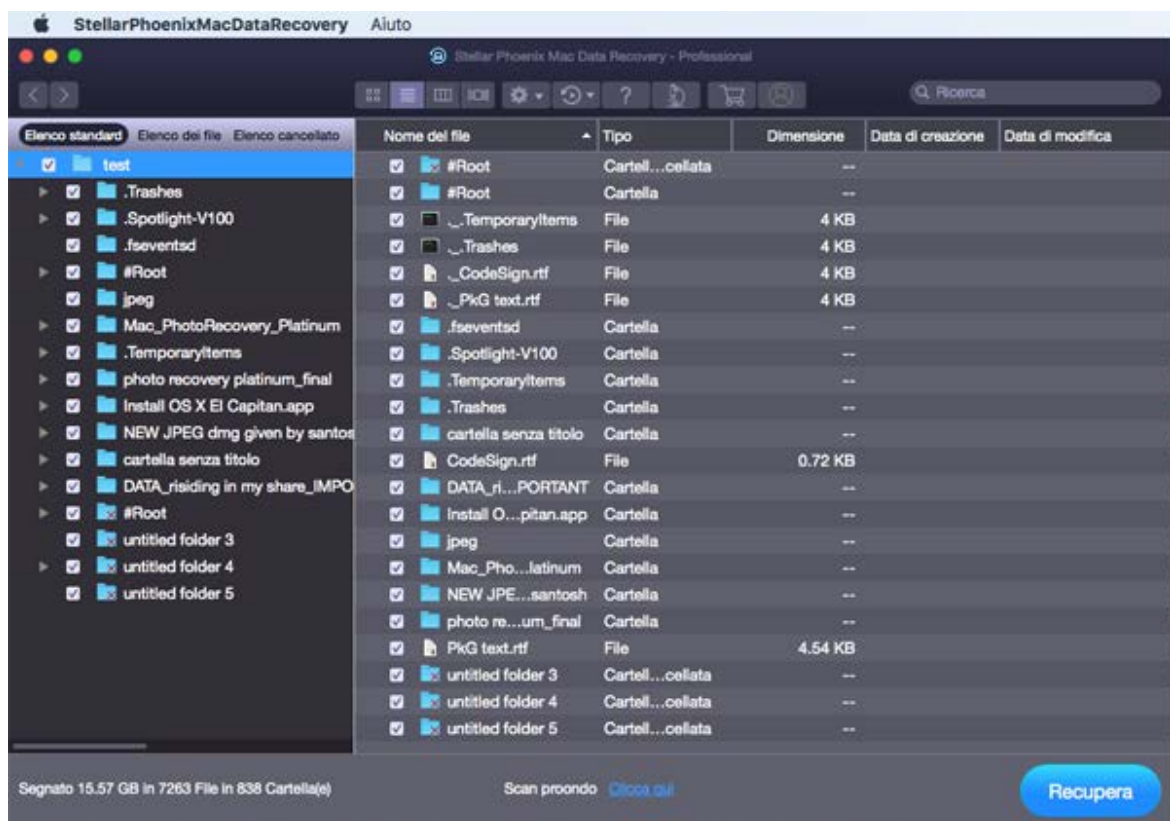 StellarPhoenixMacDataRecovery Aiuto
Stellar Phoenix Mac Data Recovery - Professional
Ricerca
Elenco standard Elenco dei file Elenco cancellato
Nome del file Tipo Dimensione Data di creazione Data di modifica
test
.Trashes
.Spotlight-V100
.fseventsd
#Root
jpeg
Mac_PhotoRecovery_Platinum
.TemporaryItems
photo recovery platinum_final
Install OS X El Capitan.app
NEW JPEG dmg given by santos
cartella senza titolo
DATA_risiding in my share_IMPO
#Root
untitled folder 3
untitled folder 4
untitled folder 5
#Root Cartell...cellata --
#Root Cartella --
._.TemporaryItems File 4 KB
._.Trashes File 4 KB
._CodeSign.rtf File 4 KB
._PkG text.rtf File 4 KB
.fseventsd Cartella --
.Spotlight-V100 Cartella --
.TemporaryItems Cartella --
.Trashes Cartella --
cartella senza titolo Cartella --
CodeSign.rtf File 0.72 KB
DATA_ri...PORTANT Cartella --
Install O...pitan.app Cartella --
jpeg Cartella --
Mac_Pho...latinum Cartella --
NEW JPE...santosh Cartella --
photo re...um_final Cartella --
PkG text.rtf File 4.54 KB
untitled folder 3 Cartell...cellata --
untitled folder 4 Cartell...cellata --
untitled folder 5 Cartell...cellata --
Segnato 15.57 GB in 7263 File in 838 Cartella(e)
Scan proondo Clicca qui
Recupera